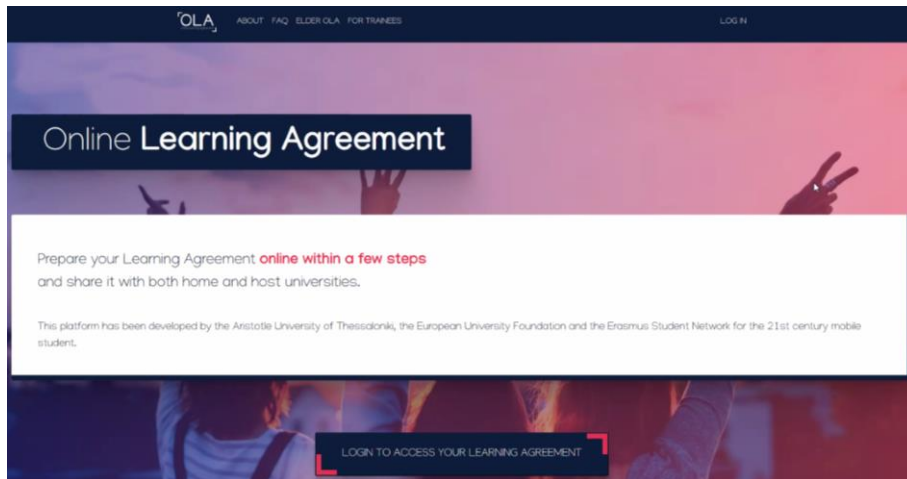 OLA ABOUT FAQ ELDER OLA FOR TRAINEES LOG IN
Online Learning Agreement
Prepare your Learning Agreement online within a few steps
and share it with both home and host universities.
This platform has been developed by the Aristotle University of Thessaloniki, the European University Foundation and the Erasmus Student Network for the 21st century mobile
student.
LOGIN TO ACCESS YOUR LEARNING AGREEMENT